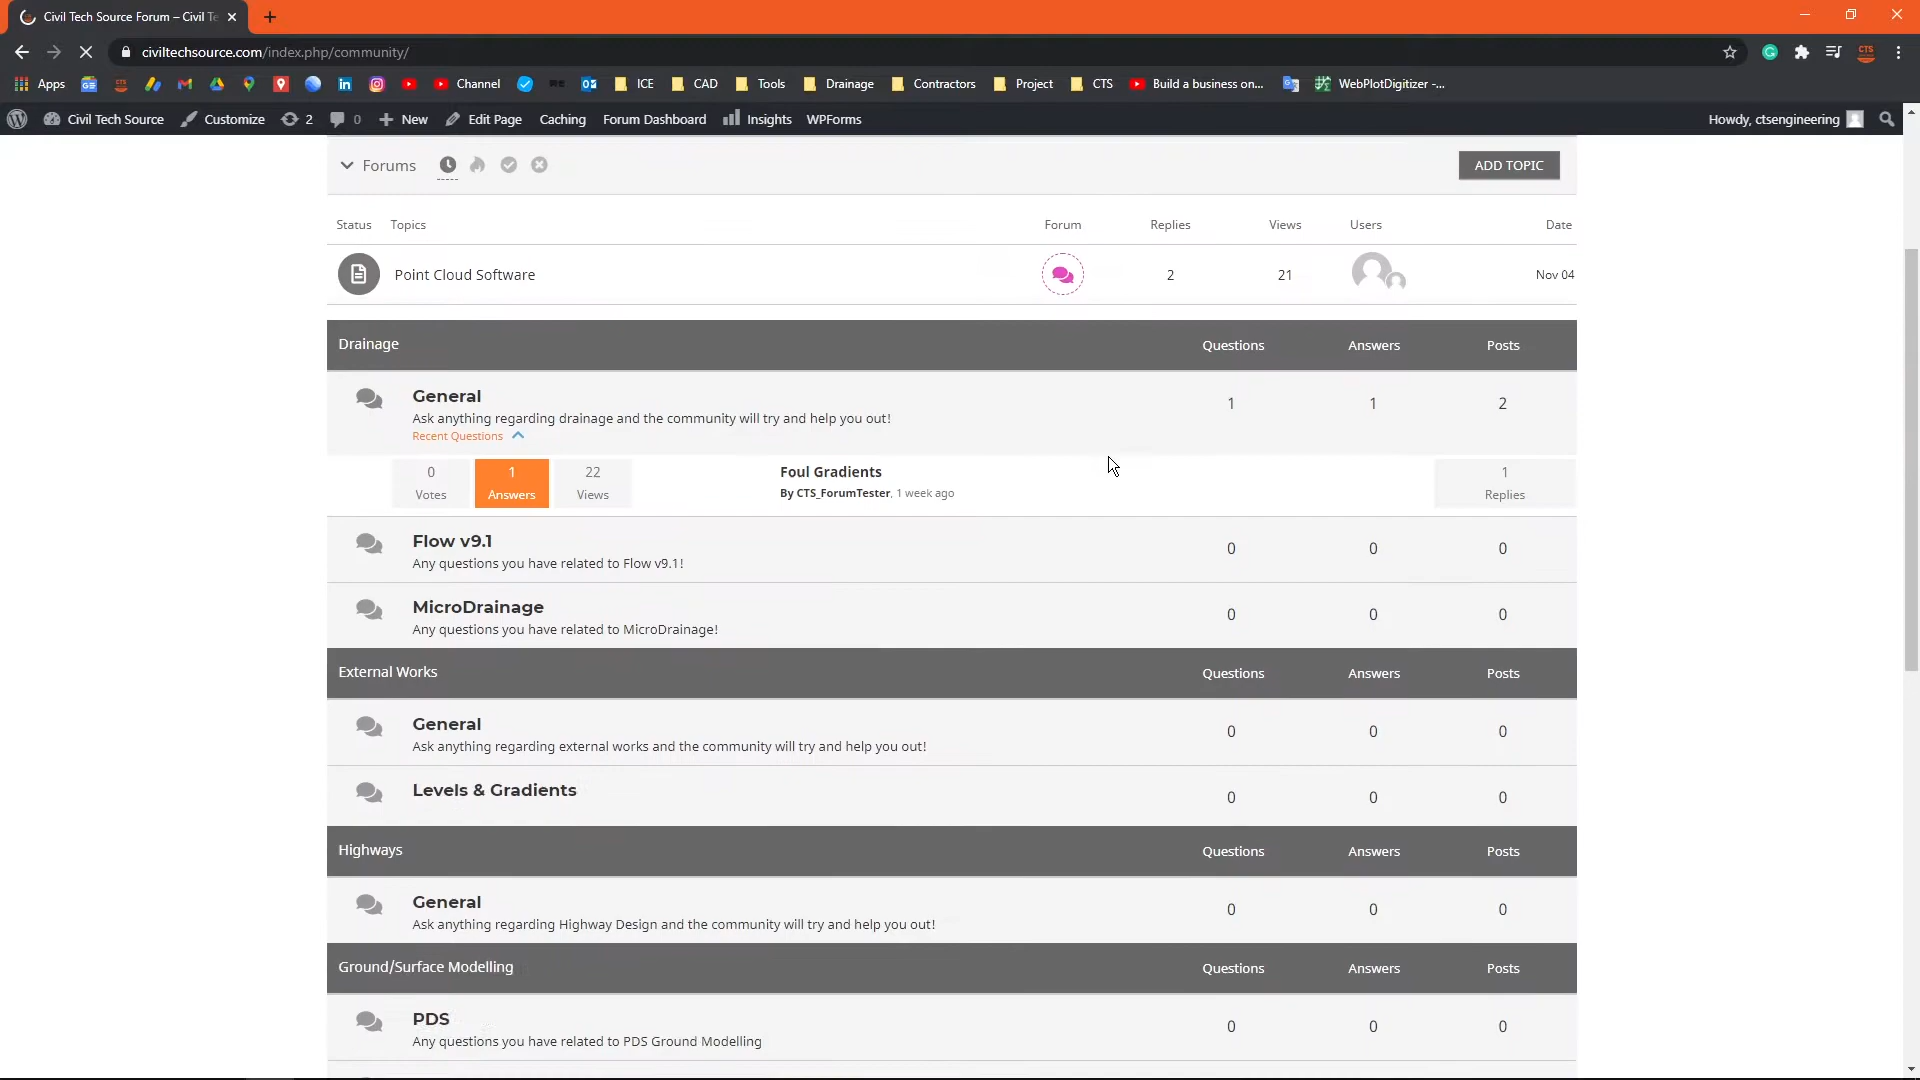 Civil Tech Source Forum – Civil Te
civiltechsource.com/index.php/community/
Apps
Channel
ICE
CAD
Tools
Drainage
Contractors
Project
CTS
Build a business on...
WebPlotDigitizer -...
Civil Tech Source
Customize
2
0
New
Edit Page
Caching
Forum Dashboard
Insights
WPForms
Howdy, ctsengineering
Forums
ADD TOPIC
Status Topics Forum Replies Views Users Date
Point Cloud Software 2 21 Nov 04
Drainage Questions Answers Posts
General 1 1 2
Ask anything regarding drainage and the community will try and help you out!
Recent Questions
0 1 22 Foul Gradients 1
Votes Answers Views By CTS_ForumTester, 1 week ago Replies
Flow v9.1 0 0 0
Any questions you have related to Flow v9.1!
MicroDrainage 0 0 0
Any questions you have related to MicroDrainage!
External Works Questions Answers Posts
General 0 0 0
Ask anything regarding external works and the community will try and help you out!
Levels & Gradients 0 0 0
Highways Questions Answers Posts
General 0 0 0
Ask anything regarding Highway Design and the community will try and help you out!
Ground/Surface Modelling Questions Answers Posts
PDS 0 0 0
Any questions you have related to PDS Ground Modelling